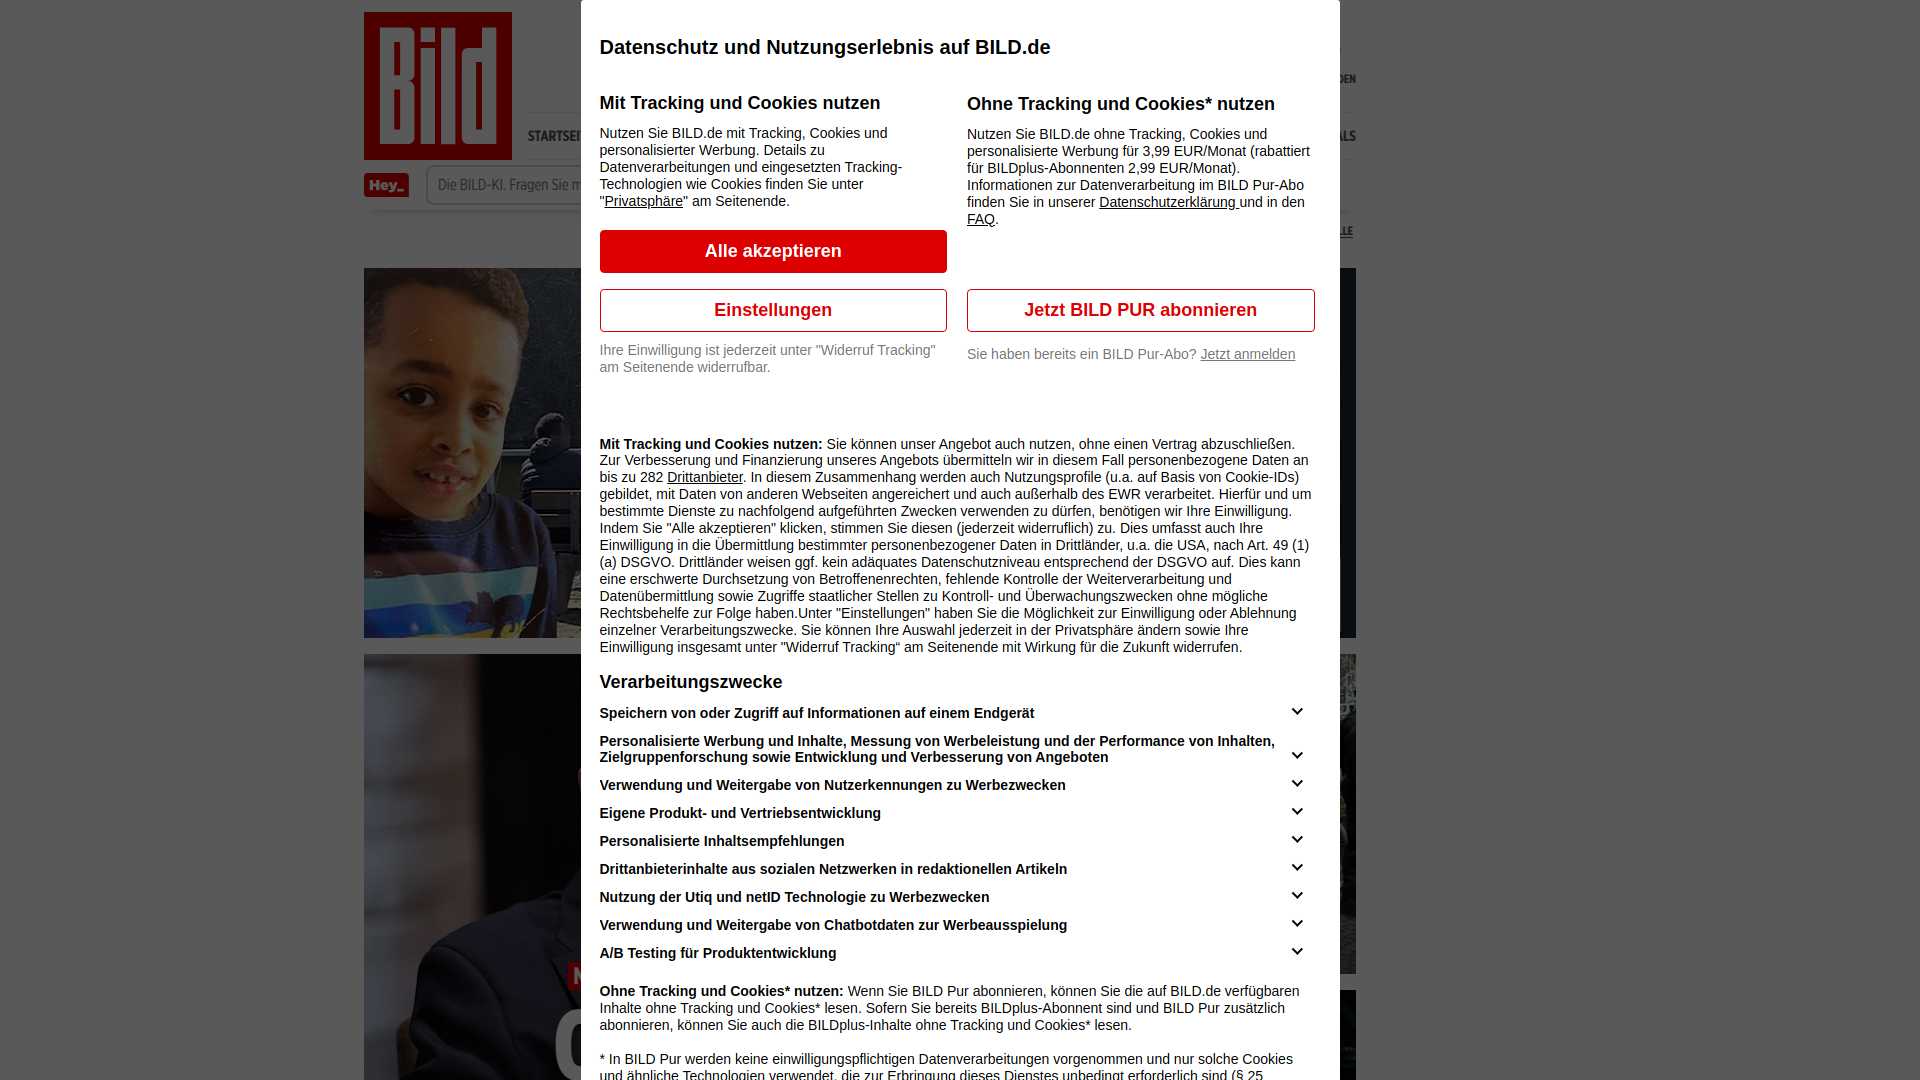 Bild
DEN
STARTSEI
ALS
Hey_
Die BILD-KI. Fragen Sie m
LLE
Datenschutz und Nutzungserlebnis auf BILD.de
Mit Tracking und Cookies nutzen
Nutzen Sie BILD.de mit Tracking, Cookies und
personalisierter Werbung. Details zu
Datenverarbeitungen und eingesetzten Tracking-
Technologien wie Cookies finden Sie unter
"Privatsphäre" am Seitenende.
Alle akzeptieren
Einstellungen
Ihre Einwilligung ist jederzeit unter "Widerruf Tracking"
am Seitenende widerrufbar.
Ohne Tracking und Cookies* nutzen
Nutzen Sie BILD.de ohne Tracking, Cookies und
personalisierte Werbung für 3,99 EUR/Monat (rabattiert
für BILDplus-Abonnenten 2,99 EUR/Monat).
Informationen zur Datenverarbeitung im BILD Pur-Abo
finden Sie in unserer Datenschutzerklärung und in den
FAQ.
Jetzt BILD PUR abonnieren
Sie haben bereits ein BILD Pur-Abo? Jetzt anmelden
Mit Tracking und Cookies nutzen: Sie können unser Angebot auch nutzen, ohne einen Vertrag abzuschließen.
Zur Verbesserung und Finanzierung unseres Angebots übermitteln wir in diesem Fall personenbezogene Daten an
bis zu 282 Drittanbieter. In diesem Zusammenhang werden auch Nutzungsprofile (u.a. auf Basis von Cookie-IDs)
gebildet, mit Daten von anderen Webseiten angereichert und auch außerhalb des EWR verarbeitet. Hierfür und um
bestimmte Dienste zu nachfolgend aufgeführten Zwecken verwenden zu dürfen, benötigen wir Ihre Einwilligung.
Indem Sie "Alle akzeptieren" klicken, stimmen Sie diesen (jederzeit widerruflich) zu. Dies umfasst auch Ihre
Einwilligung in die Übermittlung bestimmter personenbezogener Daten in Drittländer, u.a. die USA, nach Art. 49 (1)
(a) DSGVO. Drittländer weisen ggf. kein adäquates Datenschutzniveau entsprechend der DSGVO auf. Dies kann
eine erschwerte Durchsetzung von Betroffenenrechten, fehlende Kontrolle der Weiterverarbeitung und
Datenübermittlung sowie Zugriffe staatlicher Stellen zu Kontroll- und Überwachungszwecken ohne mögliche
Rechtsbehelfe zur Folge haben.Unter "Einstellungen" haben Sie die Möglichkeit zur Einwilligung oder Ablehnung
einzelner Verarbeitungszwecke. Sie können Ihre Auswahl jederzeit in der Privatsphäre ändern sowie Ihre
Einwilligung insgesamt unter "Widerruf Tracking“ am Seitenende mit Wirkung für die Zukunft widerrufen.
Verarbeitungszwecke
Speichern von oder Zugriff auf Informationen auf einem Endgerät
Personalisierte Werbung und Inhalte, Messung von Werbeleistung und der Performance von Inhalten,
Zielgruppenforschung sowie Entwicklung und Verbesserung von Angeboten
Verwendung und Weitergabe von Nutzerkennungen zu Werbezwecken
Eigene Produkt- und Vertriebsentwicklung
Personalisierte Inhaltsempfehlungen
Drittanbieterinhalte aus sozialen Netzwerken in redaktionellen Artikeln
Nutzung der Utiq und netID Technologie zu Werbezwecken
Verwendung und Weitergabe von Chatbotdaten zur Werbeausspielung
A/B Testing für Produktentwicklung
Ohne Tracking und Cookies* nutzen: Wenn Sie BILD Pur abonnieren, können Sie die auf BILD.de verfügbaren
Inhalte ohne Tracking und Cookies* lesen. Sofern Sie bereits BILDplus-Abonnent sind und BILD Pur zusätzlich
abonnieren, können Sie auch die BILDplus-Inhalte ohne Tracking und Cookies* lesen.
* In BILD Pur werden keine einwilligungspflichtigen Datenverarbeitungen vorgenommen und nur solche Cookies
und ähnliche Technologien verwendet, die zur Erbringung dieses Dienstes unbedingt erforderlich sind (§ 25